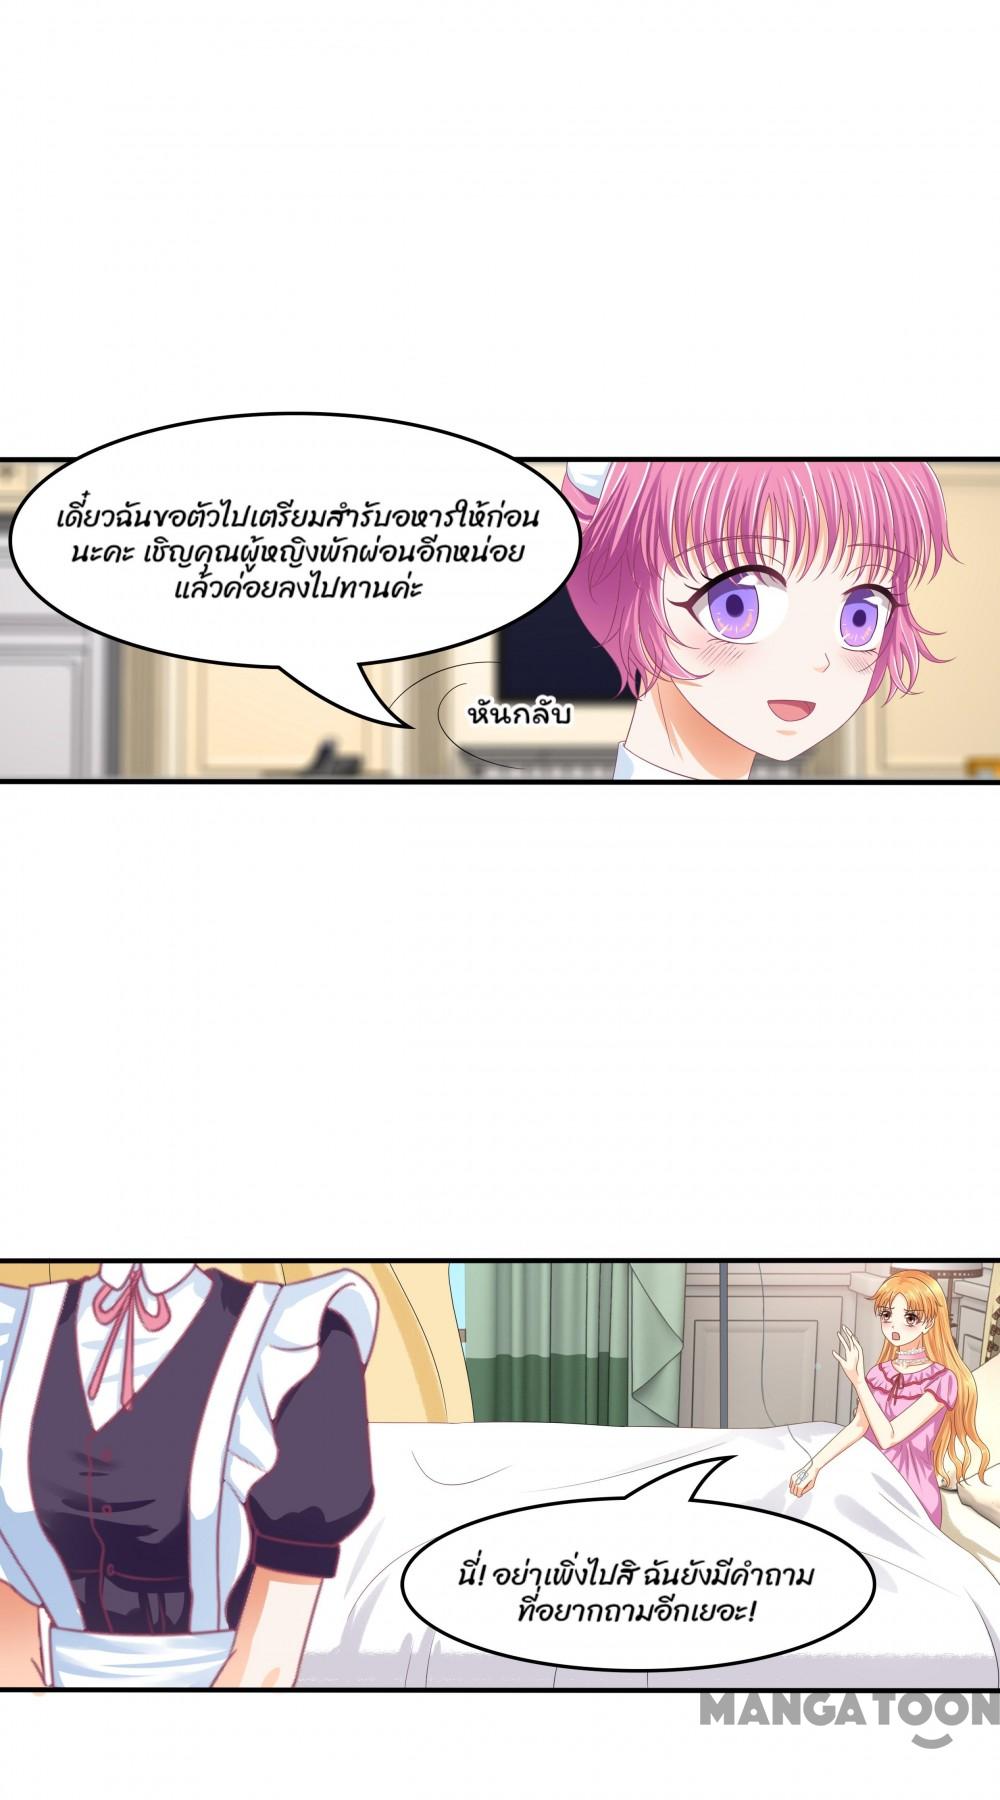 เดี๋ยวฉันขอตัวไปเตรียมสำรับอหารให้ก่อน
นะคะ เชิญคุณผู้หญิงพักผ่อนอีกหน่อย
แล้วค่อยลงไปทานค่ะ
หันกลับ
นี่! อย่าเพิ่งไปสิ ฉันยังมีคำถาม
ที่อยากถามอีกเยอะ!
MANGATOON